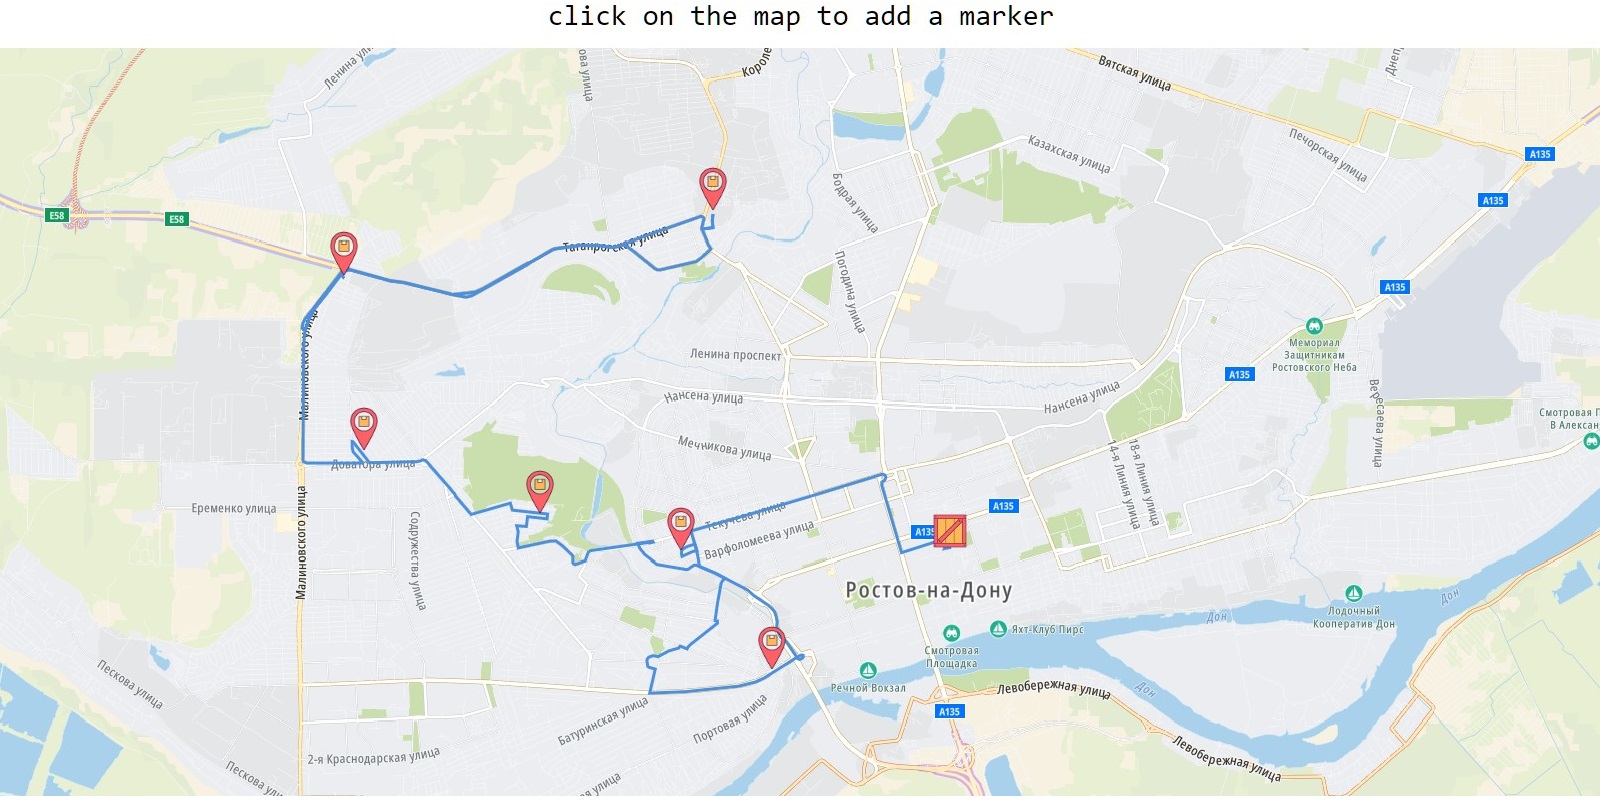 click on the map to add a marker
Ленина ул
ова улица
Короле
Вятская улица
Днеп
Печорская улица
Казахская улица
A135
A135
E58
E58
Бодрая улица
Таганрогская улица
Погодина улица
A135
Малиновского улица
Мемориал
Защитникам
Ростовского Неба
Ленина проспект
A135
Нансена улица
Нансена улица
Вересаева улица
Смотровая П
В Алексан
Мечникова улица
14-я Линия улица
18-я Линия улица
Доватора улица
Еременко улица
Малиновского улица
Содружества улица
Текучева улица
Варфоломеева улица
A135
A135
Ростов-на-Дону
Дон
Дон
Лодочный
Кооператив Дон
Яхт-Клуб Пирс
Смотровая
Площадка
Речной Вокзал
Левобережная улица
Дон
A135
Пескова улица
Батуринская улица
Портовая улица
Левобережная улица
2-я Краснодарская улица
Пескова ули
ская улица